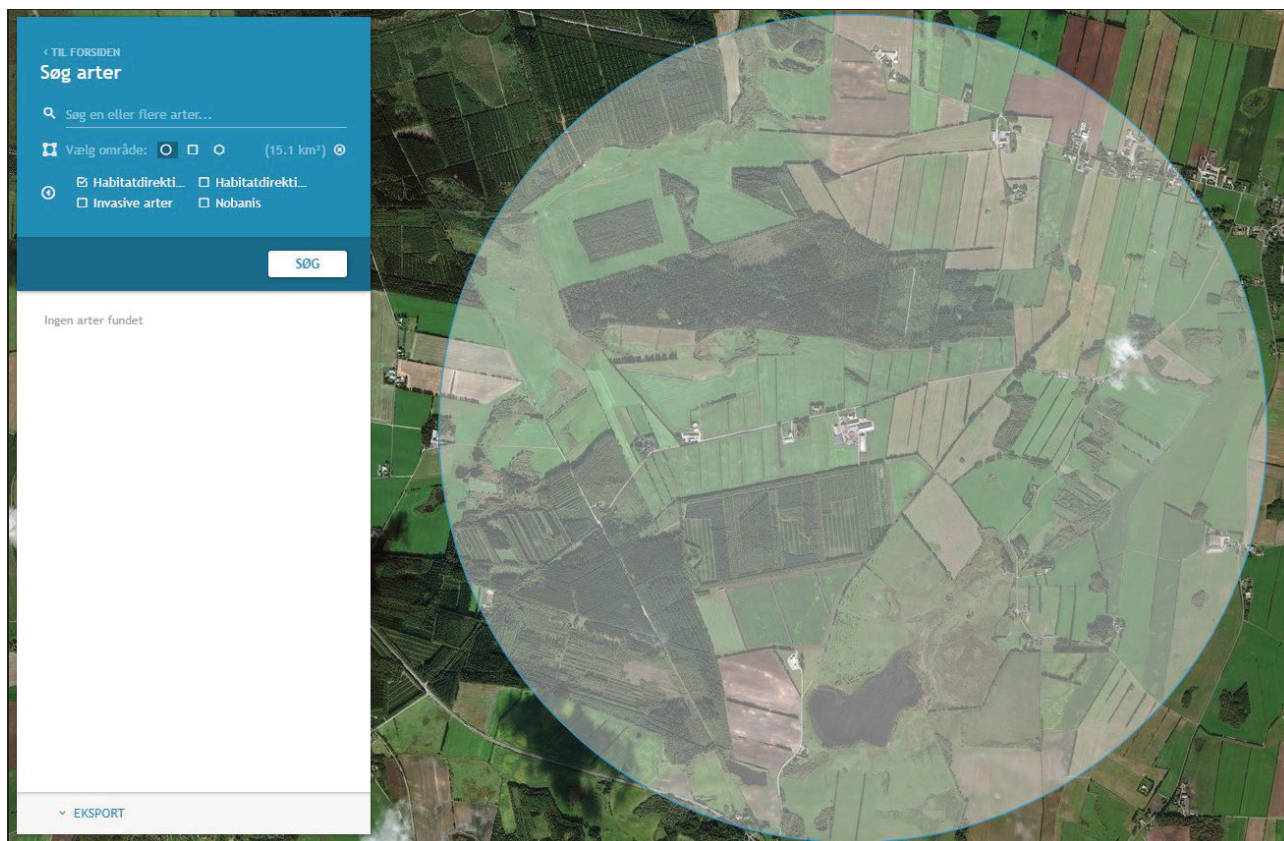 ‹ TIL FORSIDEN
Søg arter
Søg en eller flere arter...
Vælg område: (15.1 km²)
Habitatdirekti... Habitatdirekti...
Invasive arter Nobanis
SØG
Ingen arter fundet
EKSPORT